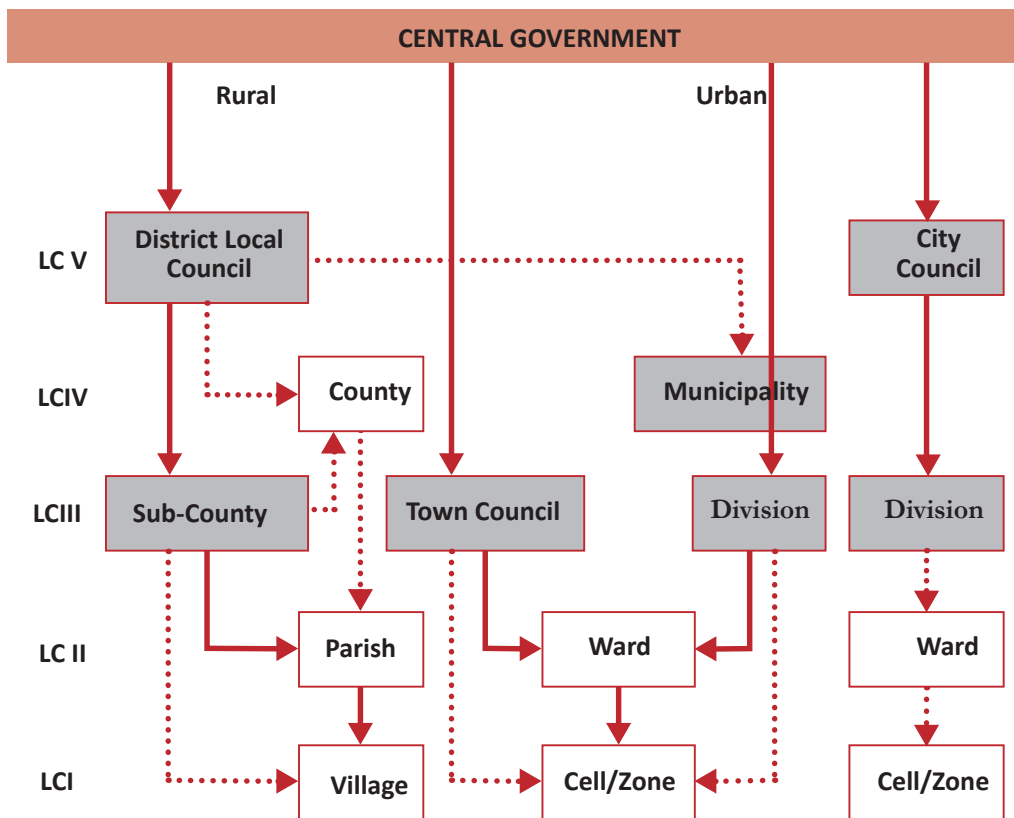 CENTRAL GOVERNMENT
Rural
Urban
LC V
District Local
Council
City
Council
LCIV
County
Municipality
LCIII
Sub-County
Town Council
Division
Division
LC II
Parish
Ward
Ward
LCI
Village
Cell/Zone
Cell/Zone